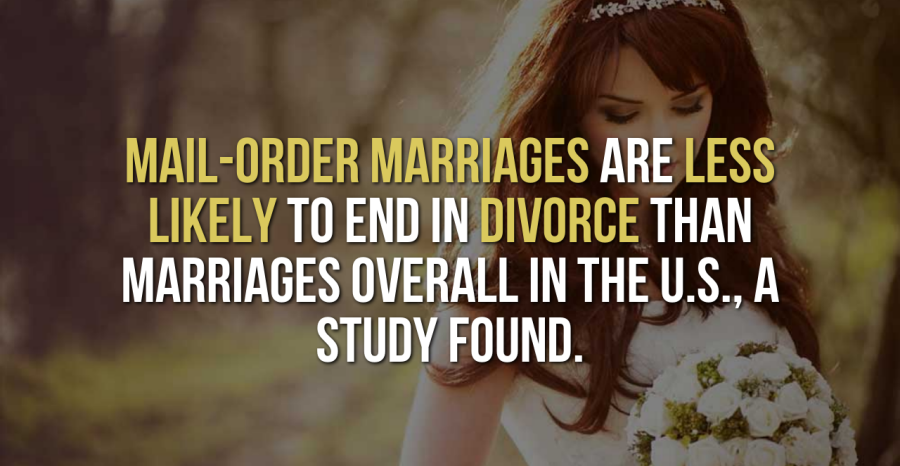 MAIL-ORDER MARRIAGES ARE LESS
LIKELY TO END IN DIVORCE THAN
MARRIAGES OVERALL IN THE U.S., A
STUDY FOUND.